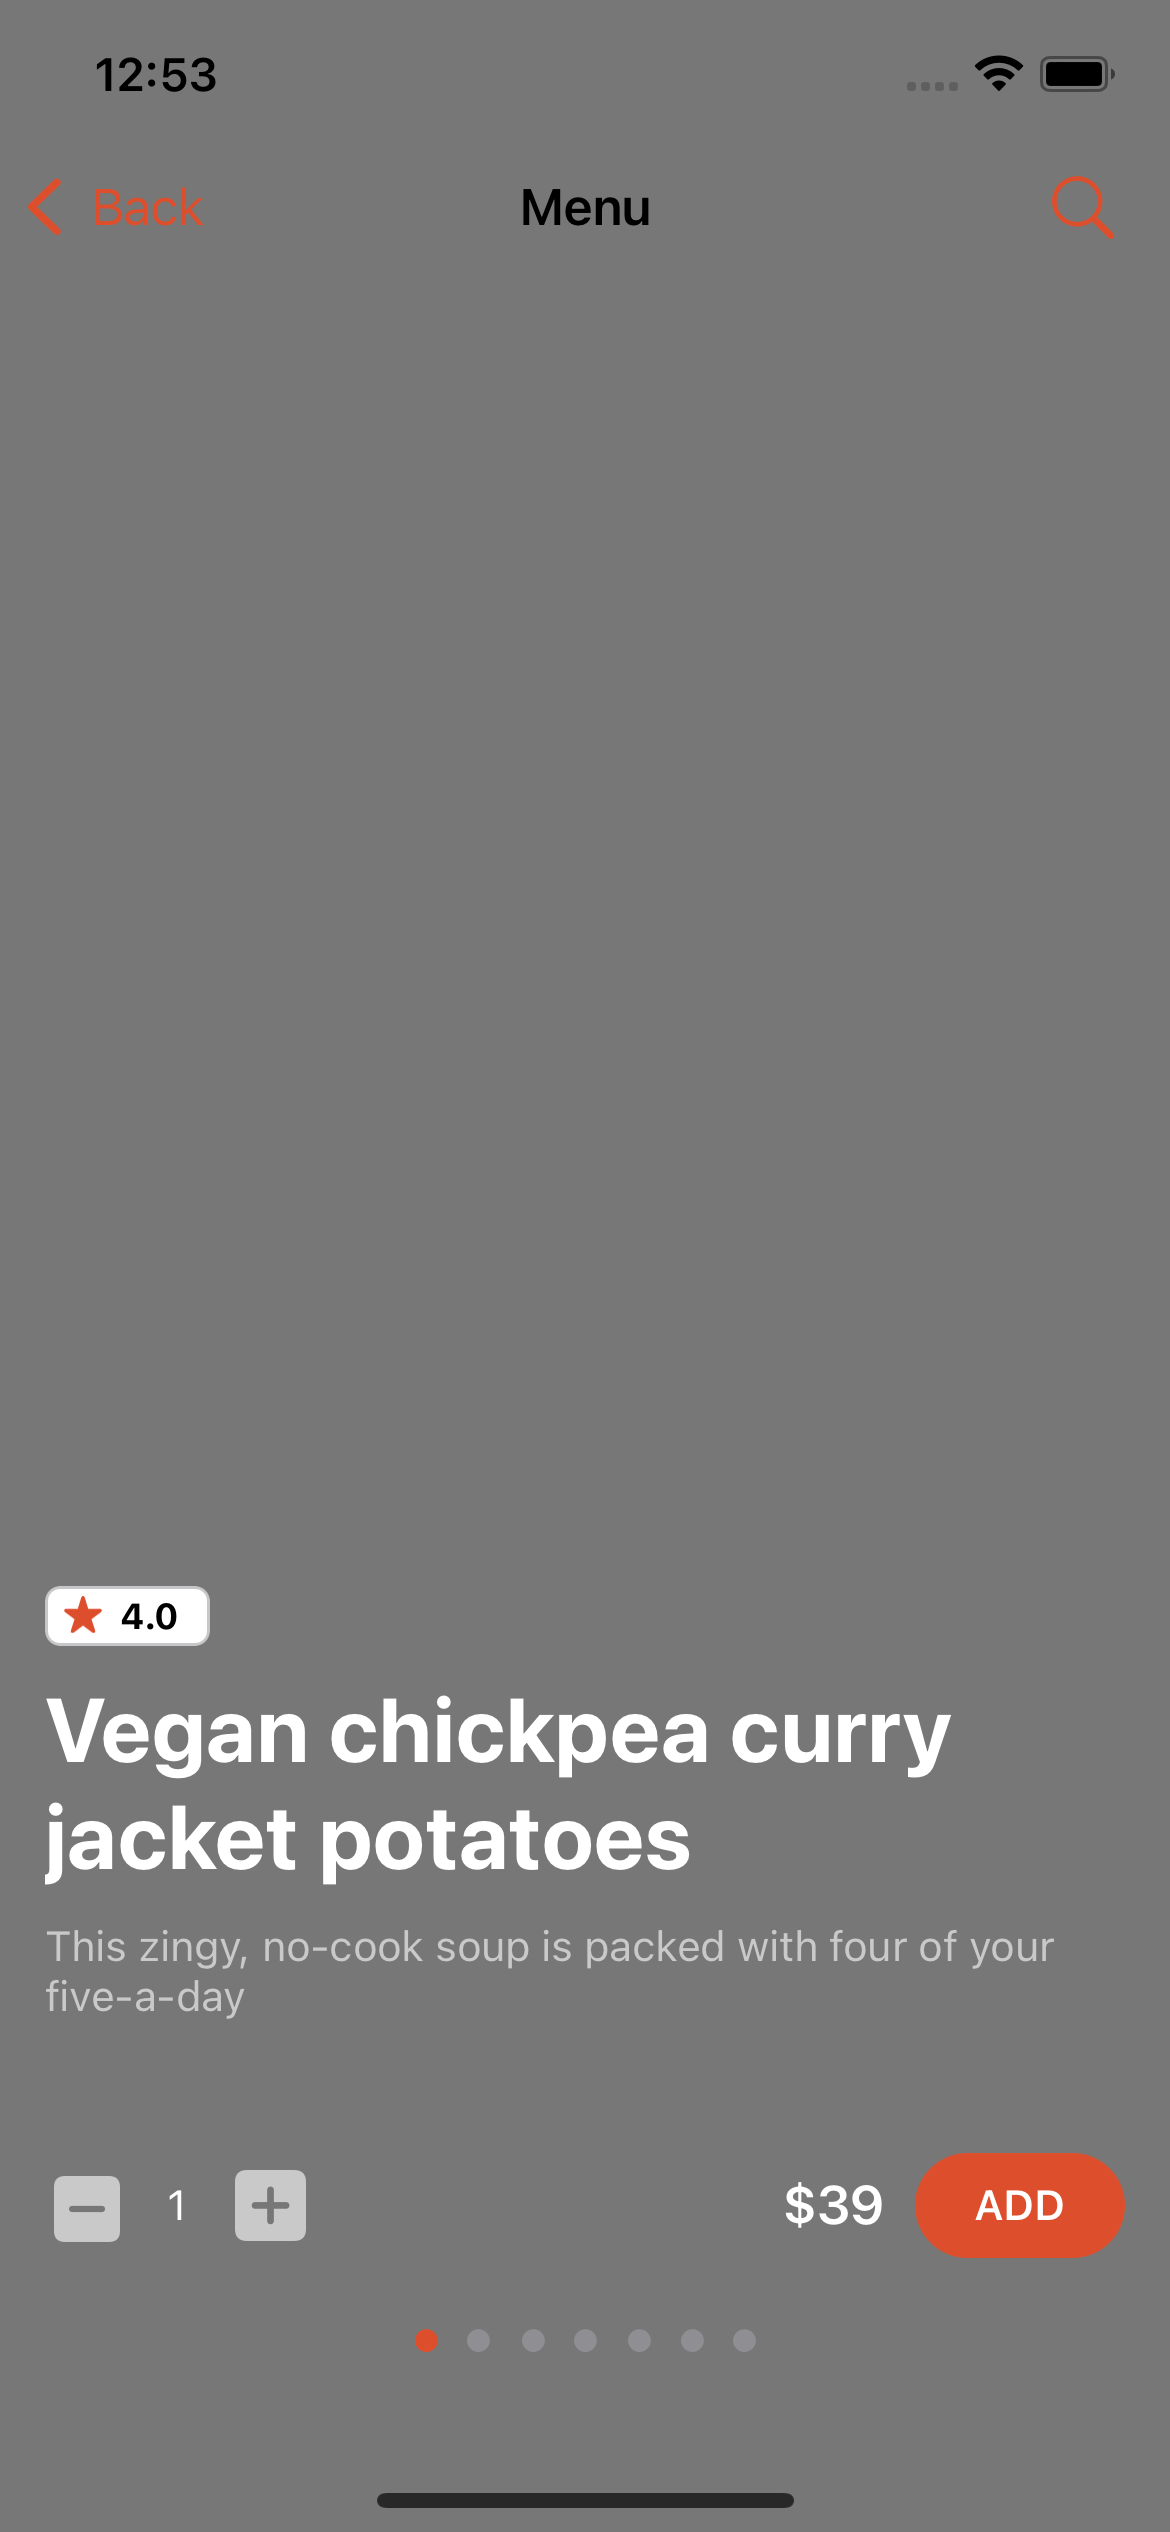 12:53
Back
Menu
4.0
Vegan chickpea curry
jacket potatoes
This zingy, no-cook soup is packed with four of your
five-a-day
1
$39
ADD